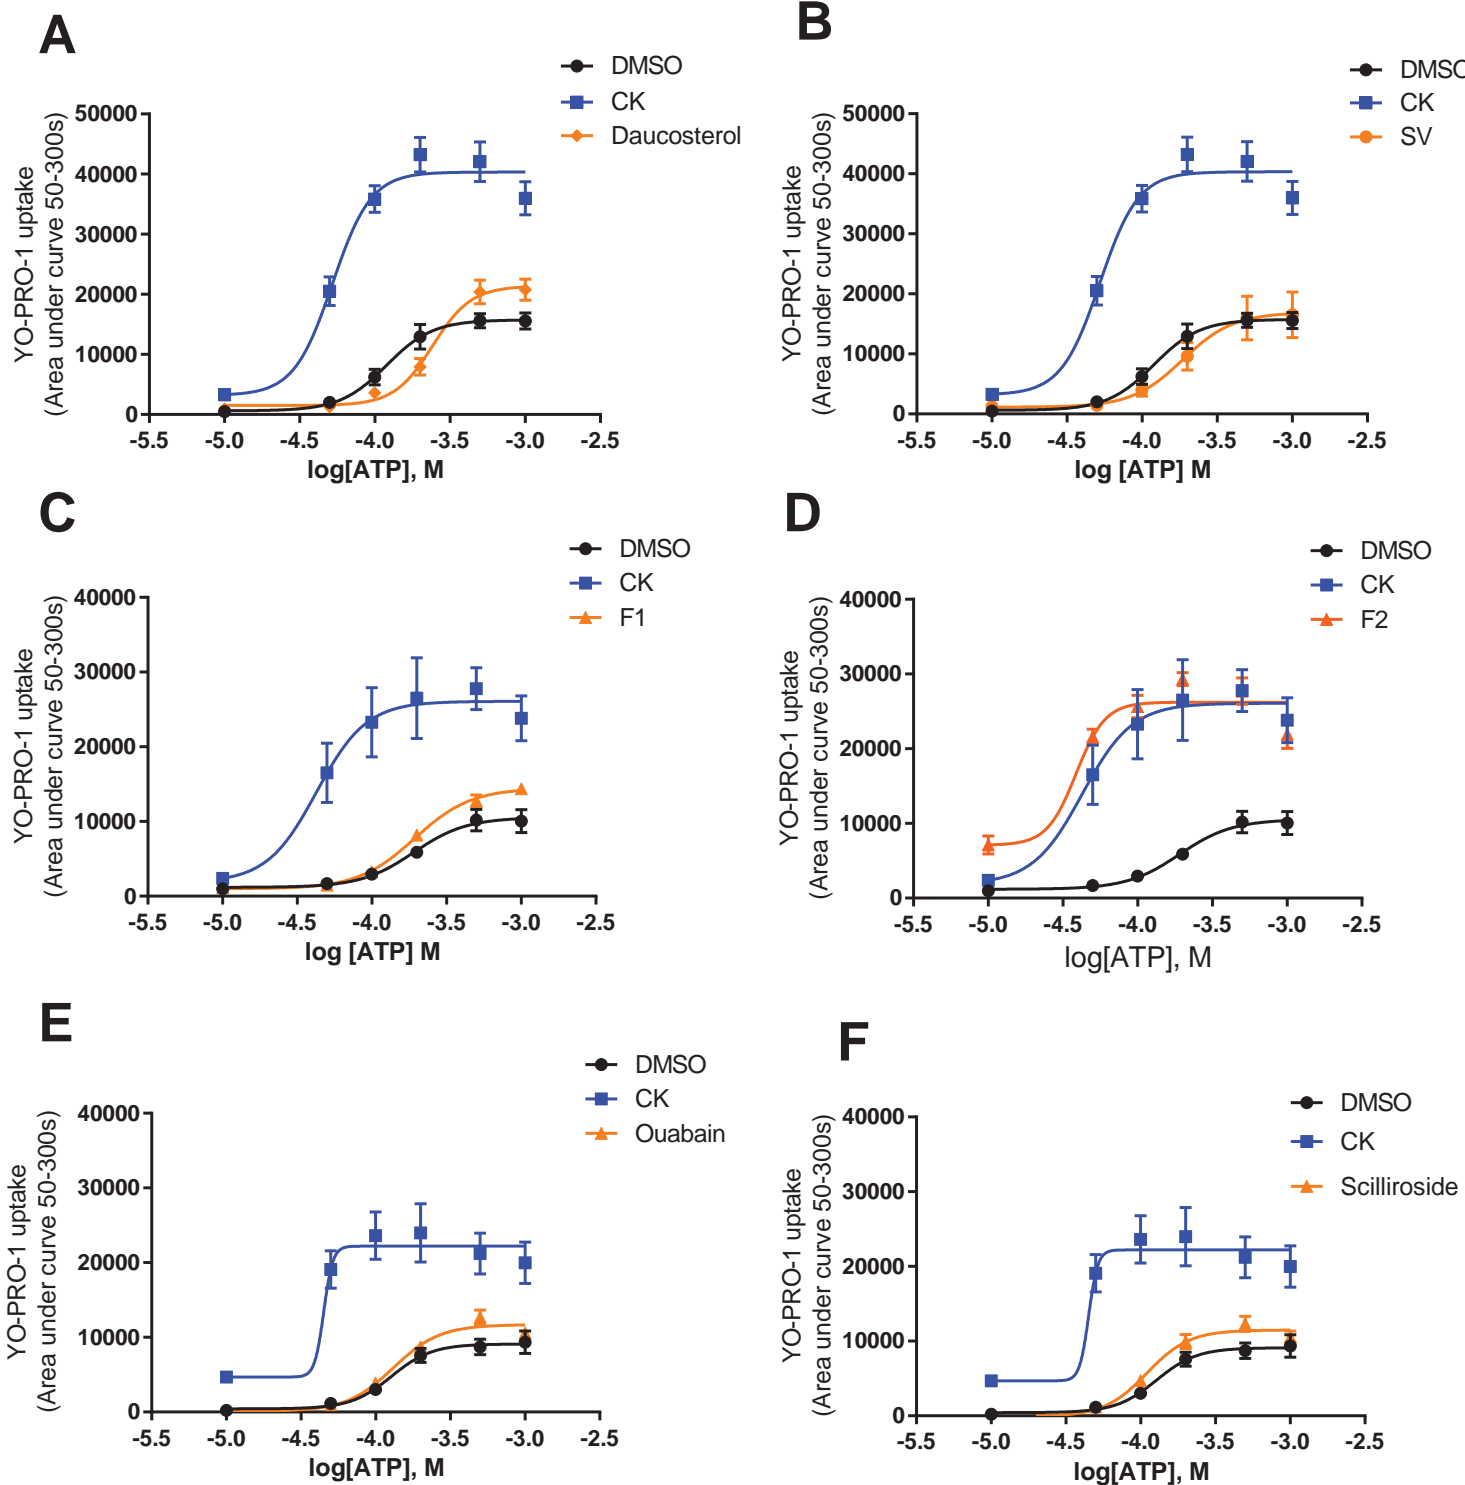 A
DMSO
CK
Daucosterol
YO-PRO-1 uptake
(Area under curve 50-300s)
50000
40000
30000
20000
10000
0
-5.5 -5.0 -4.5 -4.0 -3.5 -3.0 -2.5
log[ATP], M
B
DMSO
CK
SV
YO-PRO-1 uptake
(Area under curve 50-300s)
50000
40000
30000
20000
10000
0
-5.5 -5.0 -4.5 -4.0 -3.5 -3.0 -2.5
log [ATP] M
C
DMSO
CK
F1
YO-PRO-1 uptake
(Area under curve 50-300s)
40000
30000
20000
10000
0
-5.5 -5.0 -4.5 -4.0 -3.5 -3.0 -2.5
log [ATP] M
D
DMSO
CK
F2
YO-PRO-1 uptake
(Area under curve 50-300s)
40000
30000
20000
10000
0
-5.5 -5.0 -4.5 -4.0 -3.5 -3.0 -2.5
log[ATP], M
E
DMSO
CK
Ouabain
YO-PRO-1 uptake
(Area under curve 50-300s)
40000
30000
20000
10000
0
-5.5 -5.0 -4.5 -4.0 -3.5 -3.0 -2.5
log[ATP], M
F
DMSO
CK
Scilliroside
YO-PRO-1 uptake
(Area under curve 50-300s)
40000
30000
20000
10000
0
-5.5 -5.0 -4.5 -4.0 -3.5 -3.0 -2.5
log[ATP], M